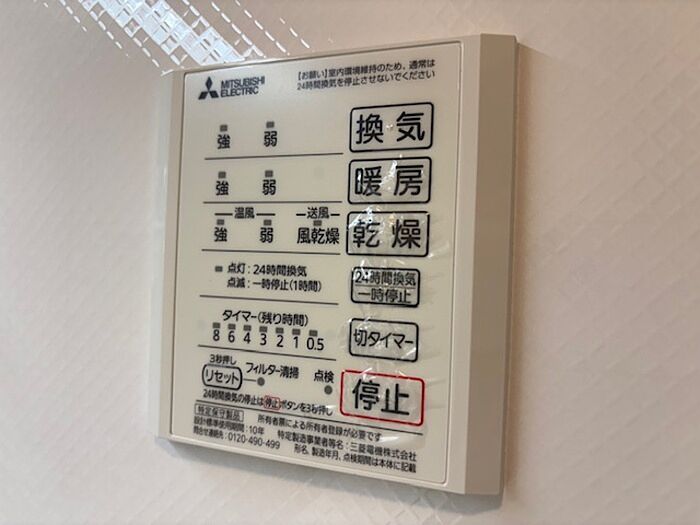 MITSUBISHI
ELECTRIC
【お願い】室内環境維持のため、通常は
24時間換気を停止させないでください
強 弱 換気
強 弱 暖房
温風 送風
強 弱 風乾燥 乾燥
点灯:24時間換気
点滅:一時停止(1時間)
24時間換気
一時停止
タイマー(残り時間)
8 6 4 3 2 1 0.5
切タイマー
3秒押し
リセット フィルター清掃 点検
停止
24時間換気の停止は停止ボタンを3秒押し
特定保守製品 所有者票による所有者登録が必要です
設計標準使用期間:10年 特定製造事業者等名:三菱電機株式会社
問合せ連絡先:0120-490-499 形名、製造年月、点検期間は本体に記載